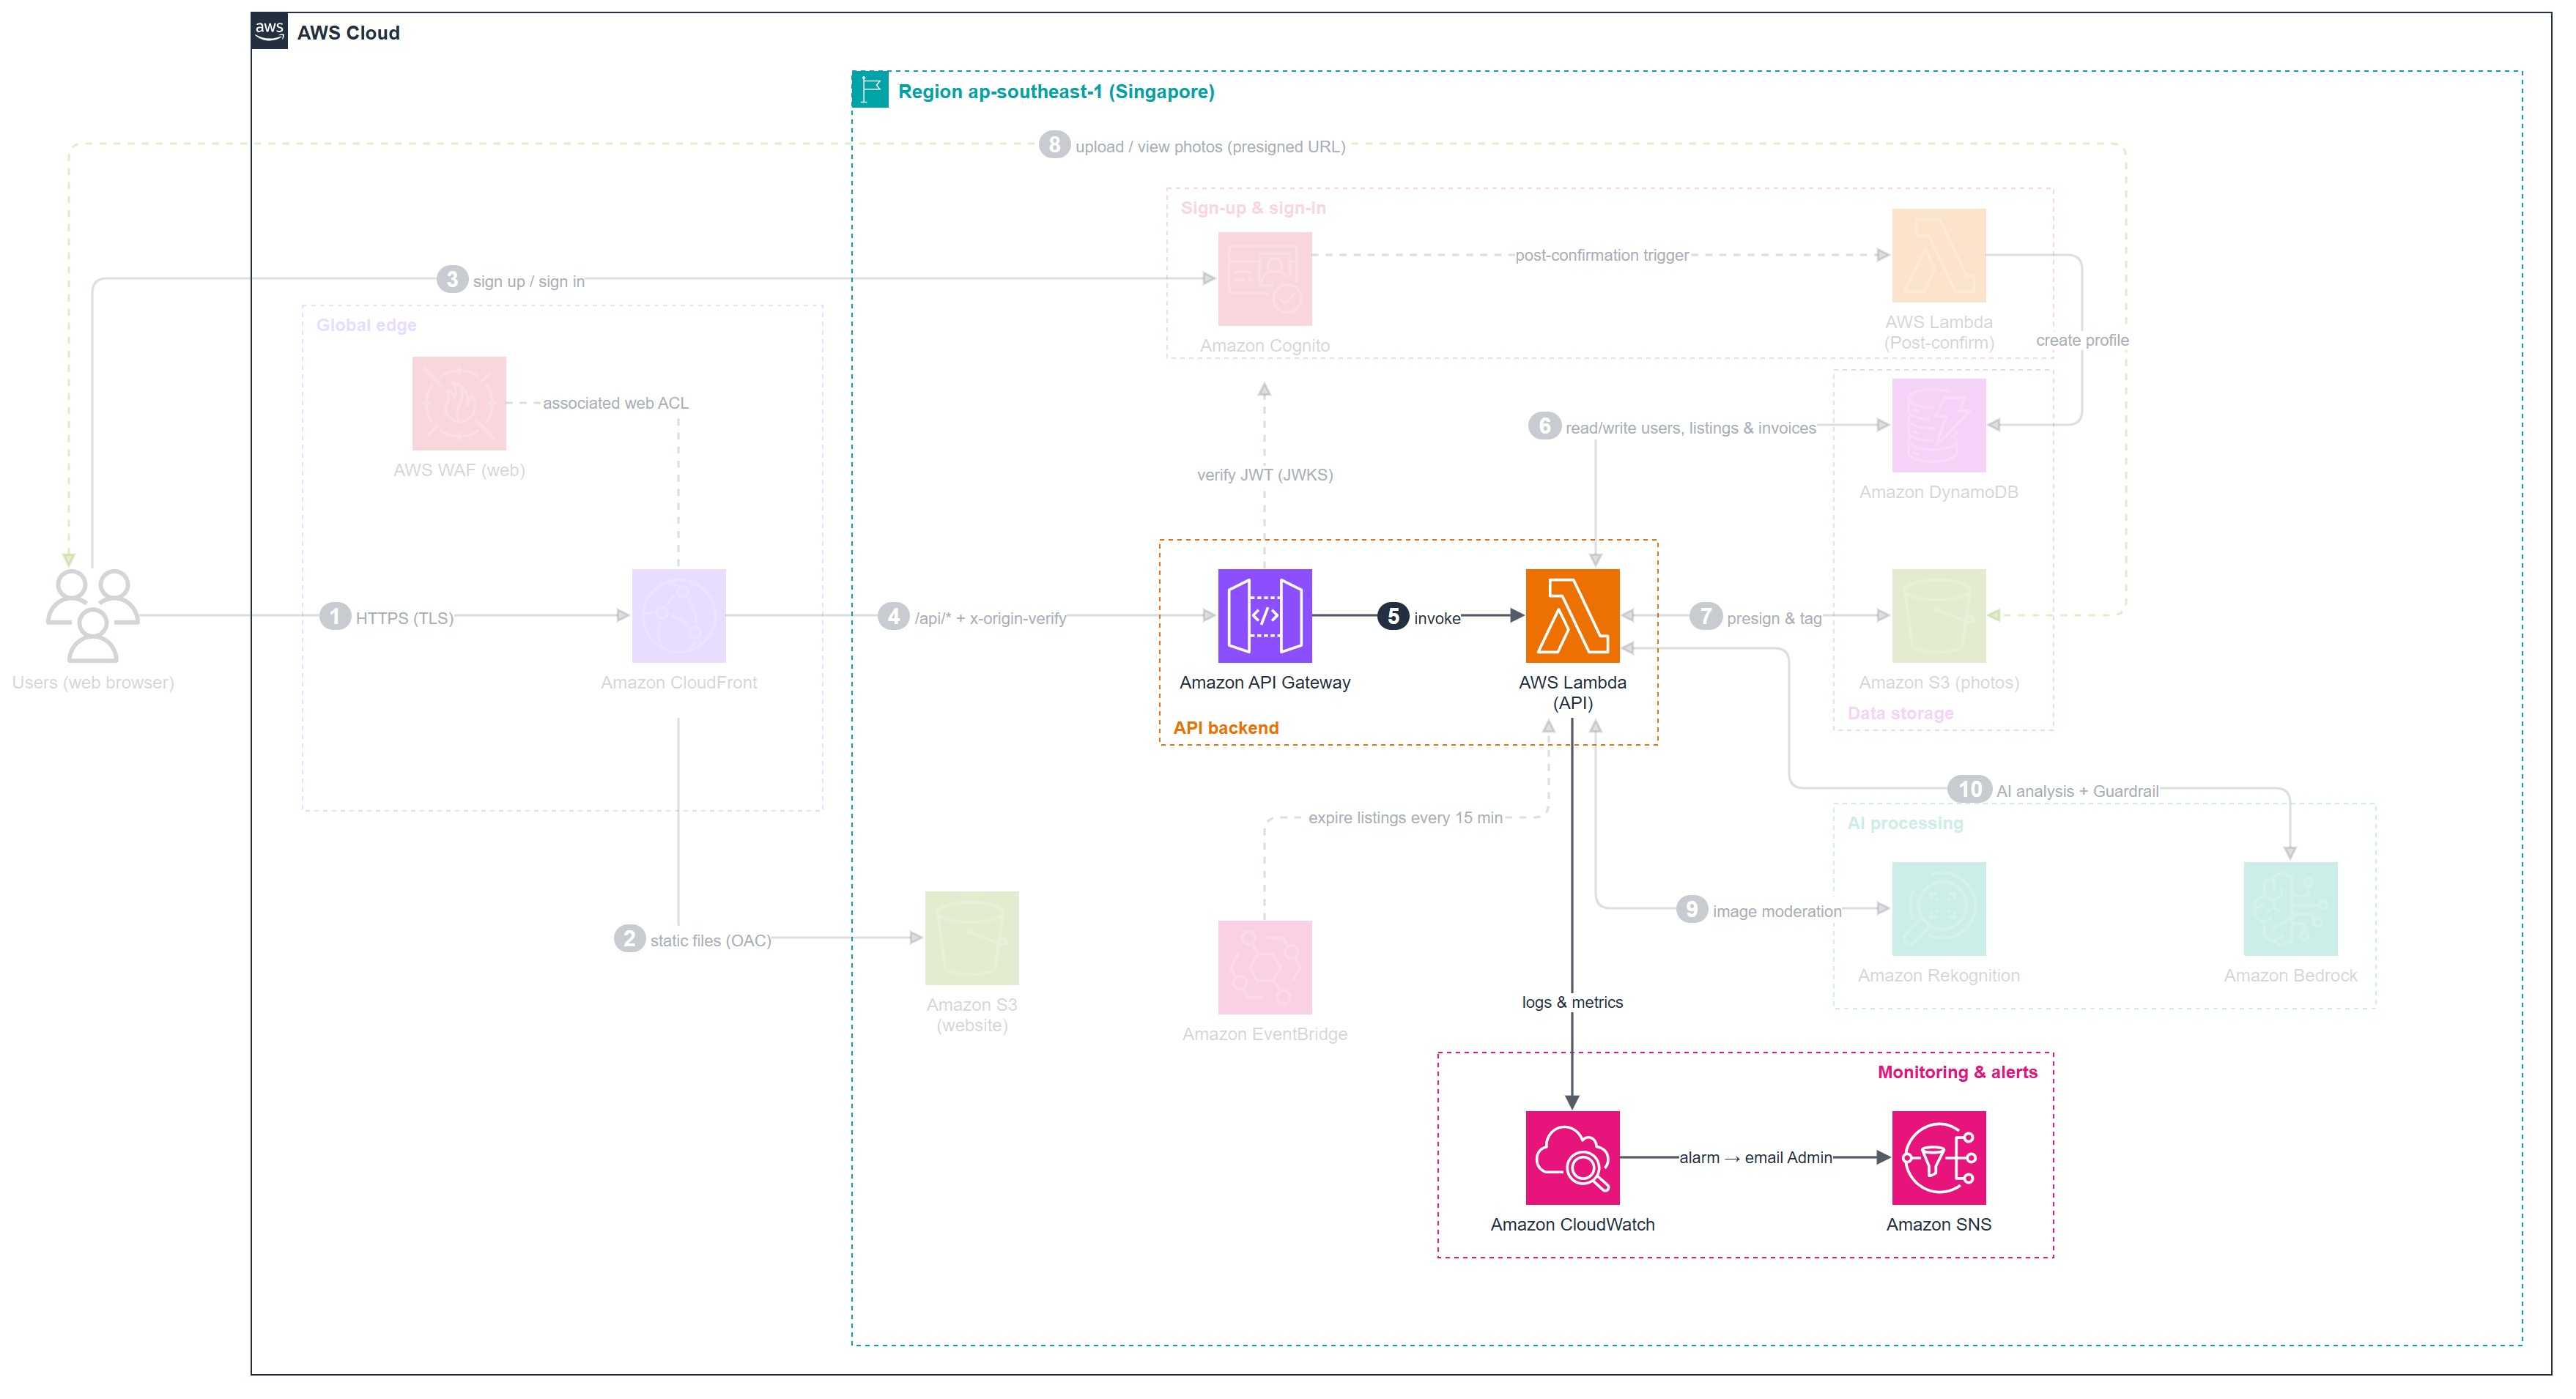 aws
AWS Cloud
Region ap-southeast-1 (Singapore)
8 upload / view photos (presigned URL)
Sign-up & sign-in
post-confirmation trigger
3 sign up / sign in
Amazon Cognito
AWS Lambda
(Post-confirm)
create profile
Global edge
associated web ACL
AWS WAF (web)
6 read/write users, listings & invoices
verify JWT (JWKS)
Amazon DynamoDB
1 HTTPS (TLS)
4 /api/* + x-origin-verify
5 invoke
7 presign & tag
Users (web browser)
Amazon CloudFront
Amazon API Gateway
AWS Lambda
(API)
Amazon S3 (photos)
Data storage
API backend
10 AI analysis + Guardrail
expire listings every 15 min
AI processing
9 image moderation
2 static files (OAC)
Amazon Rekognition
Amazon Bedrock
Amazon S3
(website)
Amazon EventBridge
logs & metrics
Monitoring & alerts
alarm → email Admin
Amazon CloudWatch
Amazon SNS